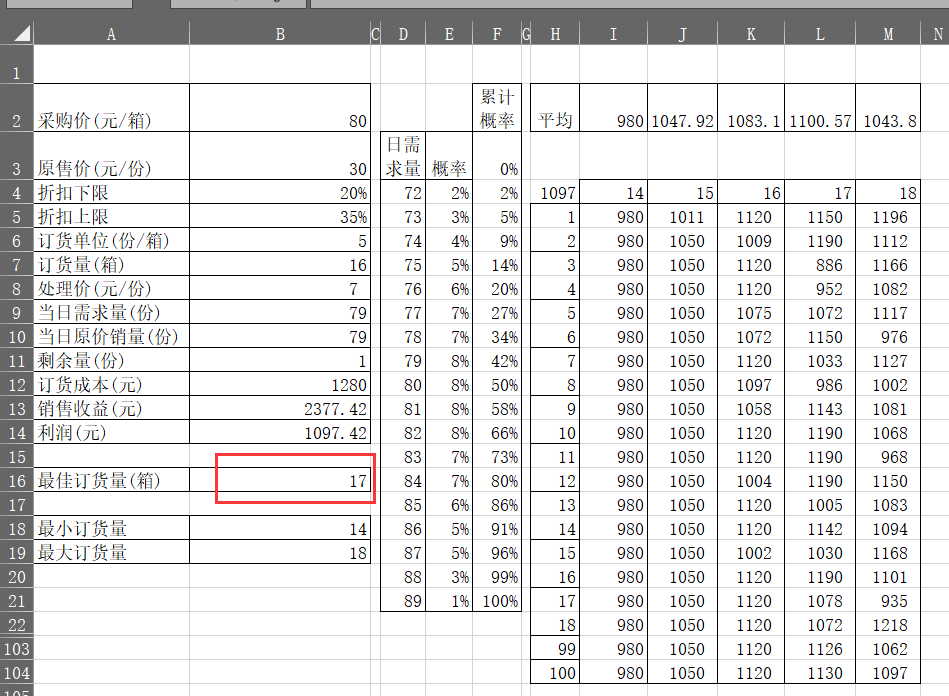 A B C D E F G H I J K L M N
1
2 采购价(元/箱) 80 累计概率 平均 980 1047.92 1083.1 1100.57 1043.8
3 原售价(元/份) 30 日需求量 概率 0%
4 折扣下限 20% 72 2% 2% 1097 14 15 16 17 18
5 折扣上限 35% 73 3% 5% 1 980 1011 1120 1150 1196
6 订货单位(份/箱) 5 74 4% 9% 2 980 1050 1009 1190 1112
7 订货量(箱) 16 75 5% 14% 3 980 1050 1120 886 1166
8 处理价(元/份) 7 76 6% 20% 4 980 1050 1120 952 1082
9 当日需求量(份) 79 77 7% 27% 5 980 1050 1075 1072 1117
10 当日原价销量(份) 79 78 7% 34% 6 980 1050 1072 1150 976
11 剩余量(份) 1 79 8% 42% 7 980 1050 1120 1033 1127
12 订货成本(元) 1280 80 8% 50% 8 980 1050 1097 986 1002
13 销售收益(元) 2377.42 81 8% 58% 9 980 1050 1058 1143 1081
14 利润(元) 1097.42 82 8% 66% 10 980 1050 1120 1190 1068
15 83 7% 73% 11 980 1050 1120 1190 968
16 最佳订货量(箱) 17 84 7% 80% 12 980 1050 1004 1190 1150
17 85 6% 86% 13 980 1050 1120 1005 1083
18 最小订货量 14 86 5% 91% 14 980 1050 1120 1142 1094
19 最大订货量 18 87 5% 96% 15 980 1050 1002 1030 1168
20 88 3% 99% 16 980 1050 1120 1190 1101
21 89 1% 100% 17 980 1050 1120 1078 935
22 18 980 1050 1120 1072 1218
103 99 980 1050 1120 1126 1062
104 100 980 1050 1120 1130 1097